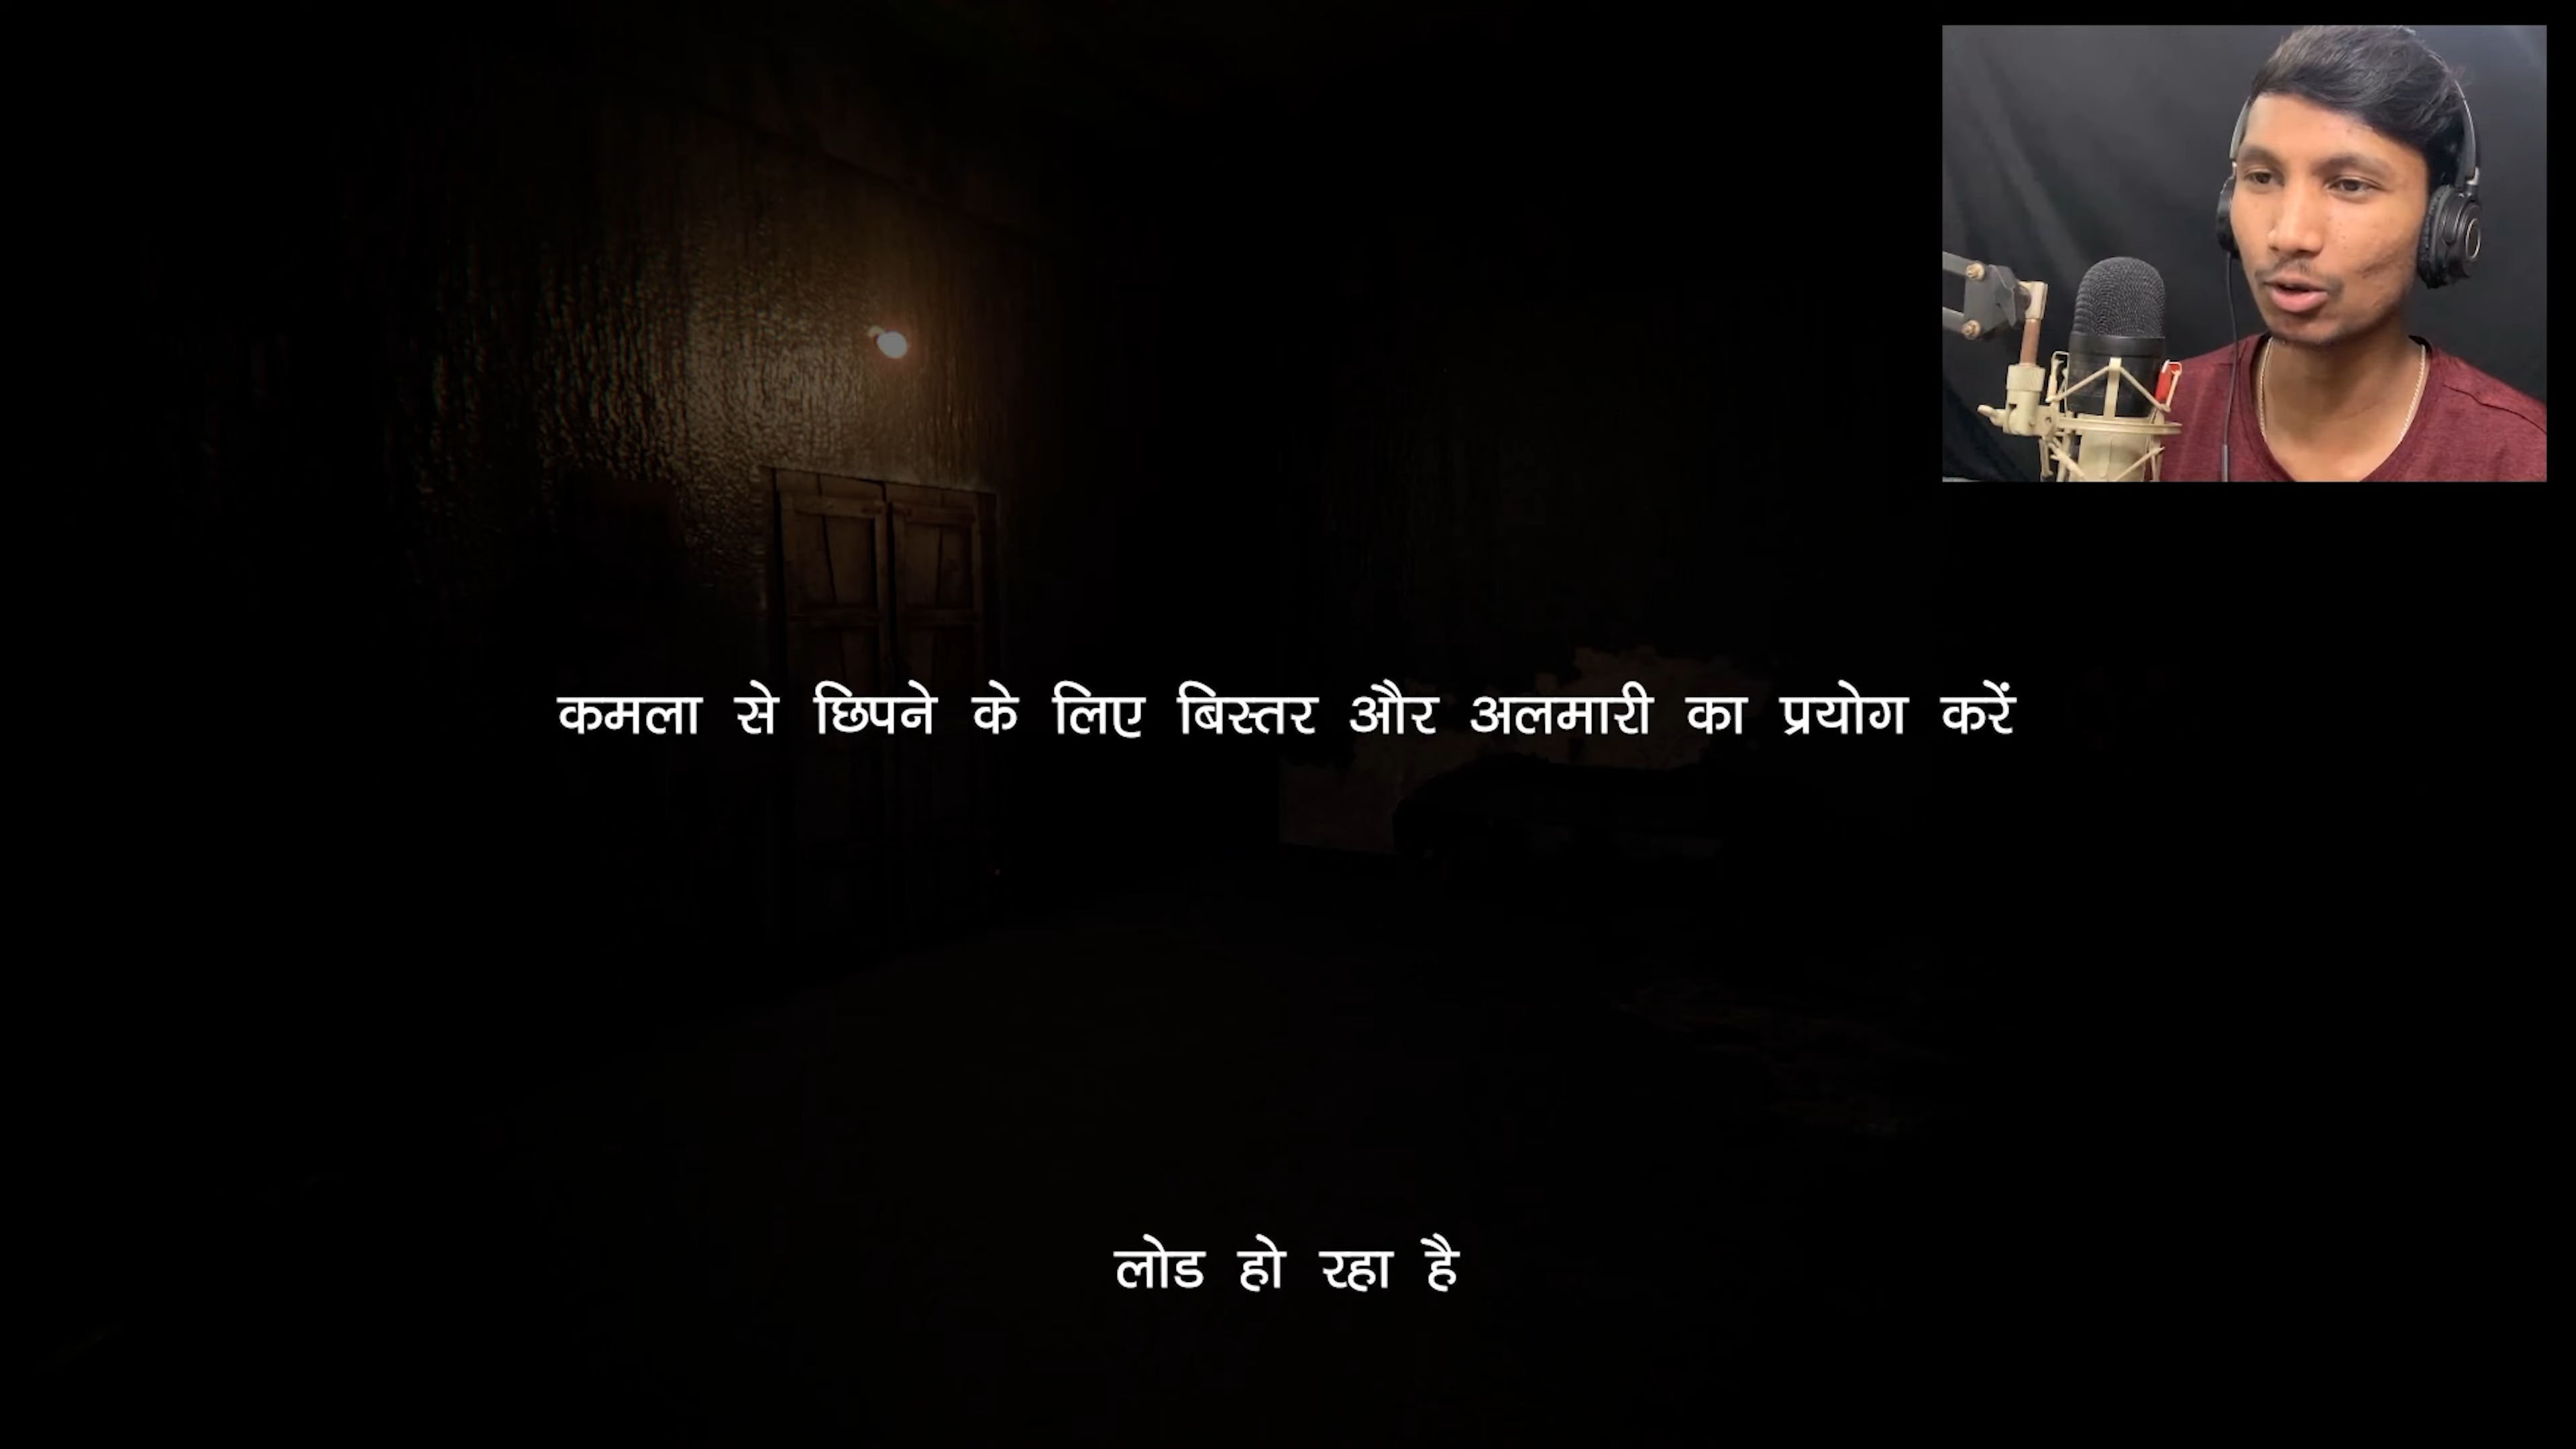 कमला से छिपने के लिए बिस्तर और अलमारी का प्रयोग करें
लोड हो रहा है